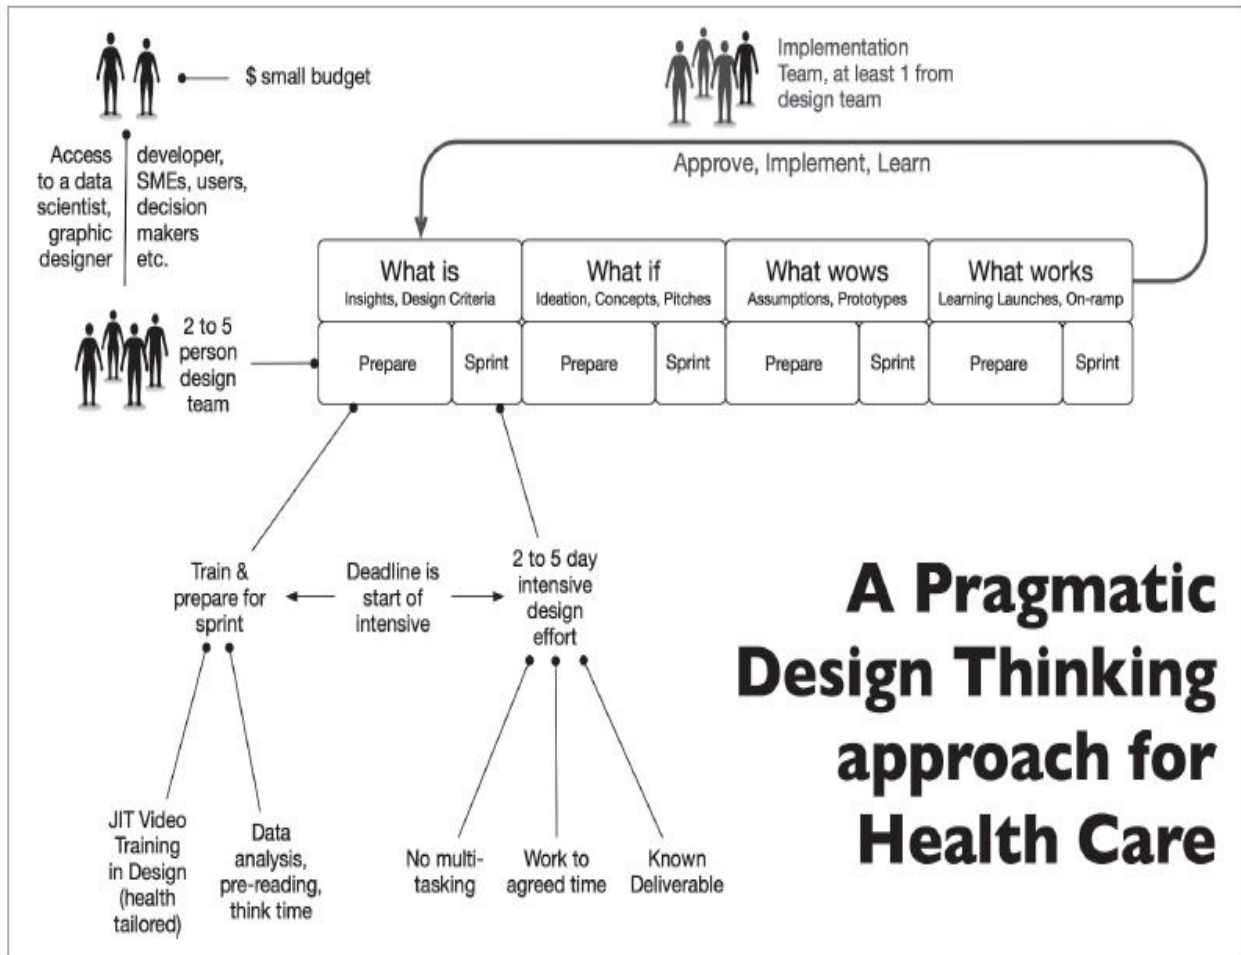 $ small budget
Implementation
Team, at least 1 from
design team
Access
to a data
scientist,
graphic
designer
developer,
SMEs, users,
decision
makers
etc.
Approve, Implement, Learn
What is
Insights, Design Criteria
What if
Ideation, Concepts, Pitches
What wows
Assumptions, Prototypes
What works
Learning Launches, On-ramp
2 to 5
person
design
team
Prepare
Sprint
Prepare
Sprint
Prepare
Sprint
Prepare
Sprint
Train &
prepare for
sprint
Deadline is
start of
intensive
2 to 5 day
intensive
design
effort
JIT Video
Training
in Design
(health
tailored)
Data
analysis,
pre-reading,
think time
No multi-
tasking
Work to
agreed time
Known
Deliverable
A Pragmatic
Design Thinking
approach for
Health Care